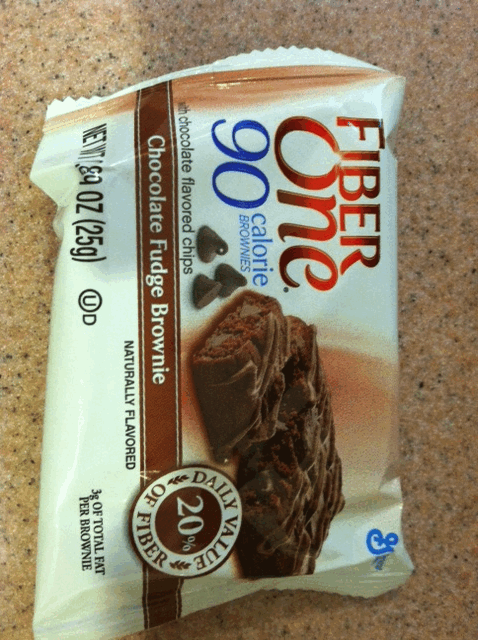 FIBER
One
90
calorie
BROWNIES
with chocolate flavored chips
Chocolate Fudge Brownie
NATURALLY FLAVORED
NET WT .89 OZ (25g)
U D
DAILY VALUE
20%
OF FIBER
3g OF TOTAL FAT
PER BROWNIE
G